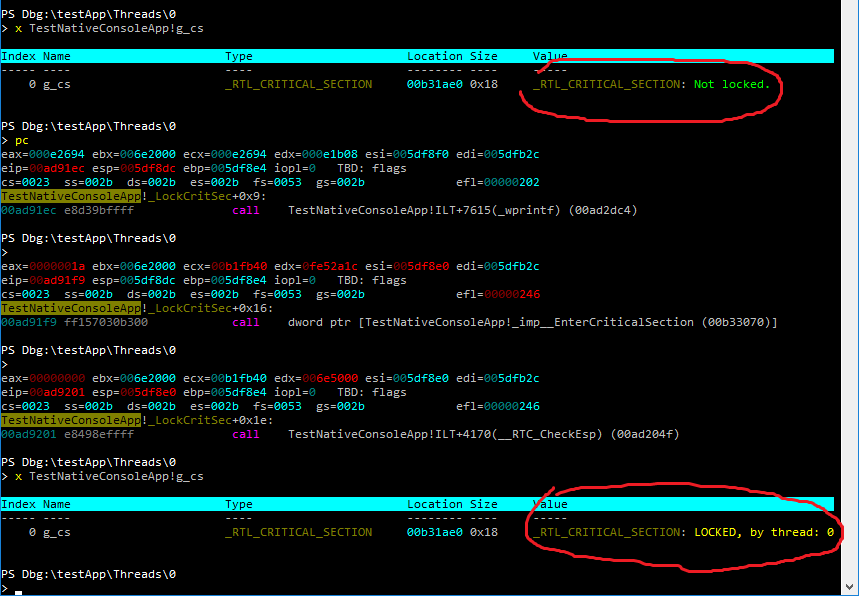 PS Dbg:\testApp\Threads\0
> x TestNativeConsoleApp!g_cs
Index Name Type Location Size Value
----- ---- ---- -------- ---- -----
0 g_cs _RTL_CRITICAL_SECTION 00b31ae0 0x18 _RTL_CRITICAL_SECTION: Not locked.
PS Dbg:\testApp\Threads\0
> pc
eax=000e2694 ebx=006e2000 ecx=000e2694 edx=000e1b08 esi=005df8f0 edi=005dfb2c
eip=00ad91ec esp=005df8dc ebp=005df8e4 iopl=0 TBD: flags
cs=0023 ss=002b ds=002b es=002b fs=0053 gs=002b efl=00000202
TestNativeConsoleApp!_LockCritSec+0x9:
00ad91ec e8d39bffff call TestNativeConsoleApp!ILT+7615(_wprintf) (00ad2dc4)
PS Dbg:\testApp\Threads\0
>
eax=0000001a ebx=006e2000 ecx=00b1fb40 edx=0fe52a1c esi=005df8e0 edi=005dfb2c
eip=00ad91f9 esp=005df8dc ebp=005df8e4 iopl=0 TBD: flags
cs=0023 ss=002b ds=002b es=002b fs=0053 gs=002b efl=00000246
TestNativeConsoleApp!_LockCritSec+0x16:
00ad91f9 ff157030b300 call dword ptr [TestNativeConsoleApp!_imp__EnterCriticalSection (00b33070)]
PS Dbg:\testApp\Threads\0
>
eax=00000000 ebx=006e2000 ecx=00b1fb40 edx=006e5000 esi=005df8e0 edi=005dfb2c
eip=00ad9201 esp=005df8e0 ebp=005df8e4 iopl=0 TBD: flags
cs=0023 ss=002b ds=002b es=002b fs=0053 gs=002b efl=00000246
TestNativeConsoleApp!_LockCritSec+0x1e:
00ad9201 e8498effff call TestNativeConsoleApp!ILT+4170(__RTC_CheckEsp) (00ad204f)
PS Dbg:\testApp\Threads\0
> x TestNativeConsoleApp!g_cs
Index Name Type Location Size Value
----- ---- ---- -------- ---- -----
0 g_cs _RTL_CRITICAL_SECTION 00b31ae0 0x18 _RTL_CRITICAL_SECTION: LOCKED, by thread: 0
PS Dbg:\testApp\Threads\0
>